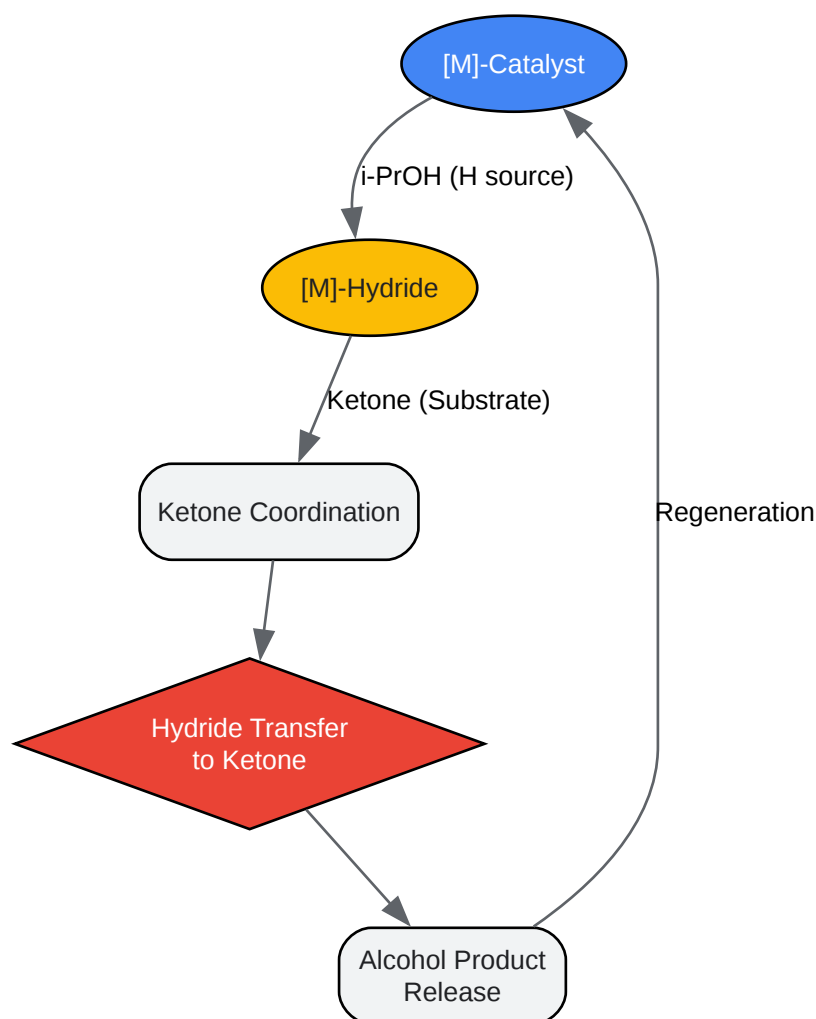 [M]-Catalyst
i-PrOH (H source)
[M]-Hydride
Ketone (Substrate)
Ketone Coordination
Regeneration
Hydride Transfer
to Ketone
Alcohol Product
Release